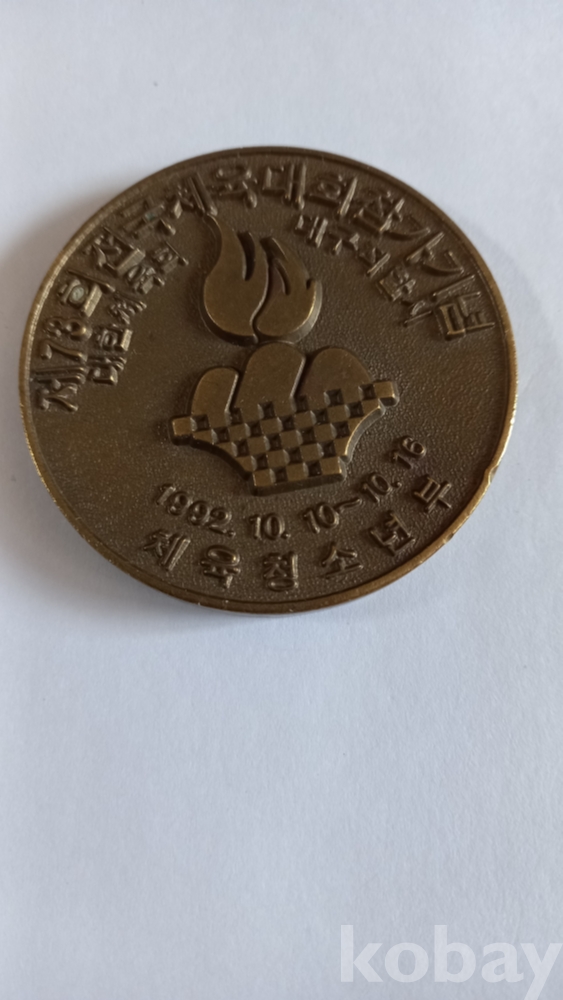 제73회 전국체육대회 참가기념
대한체육회
대구직할시
1992. 10. 10~10. 16
체육청소년부
kobay